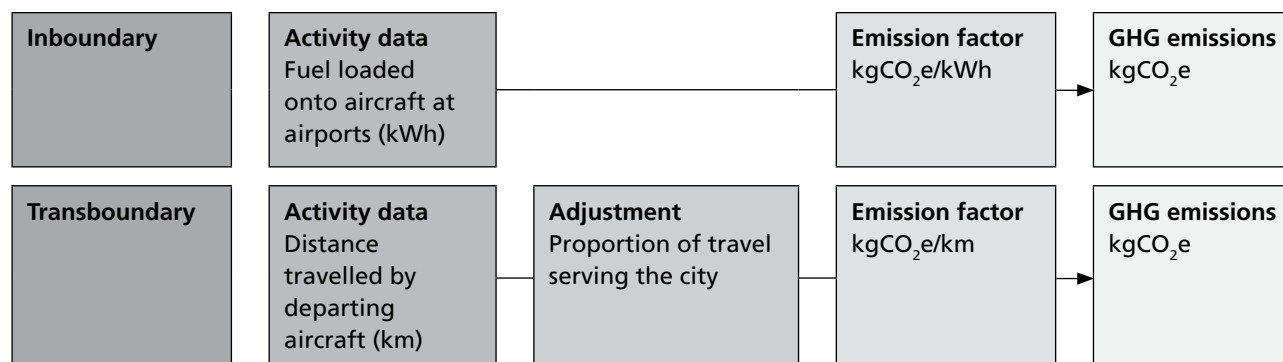 Inboundary
Activity data
Fuel loaded
onto aircraft at
airports (kWh)
Emission factor
kgCO₂e/kWh
GHG emissions
kgCO₂e
Transboundary
Activity data
Distance
travelled by
departing
aircraft (km)
Adjustment
Proportion of travel
serving the city
Emission factor
kgCO₂e/km
GHG emissions
kgCO₂e